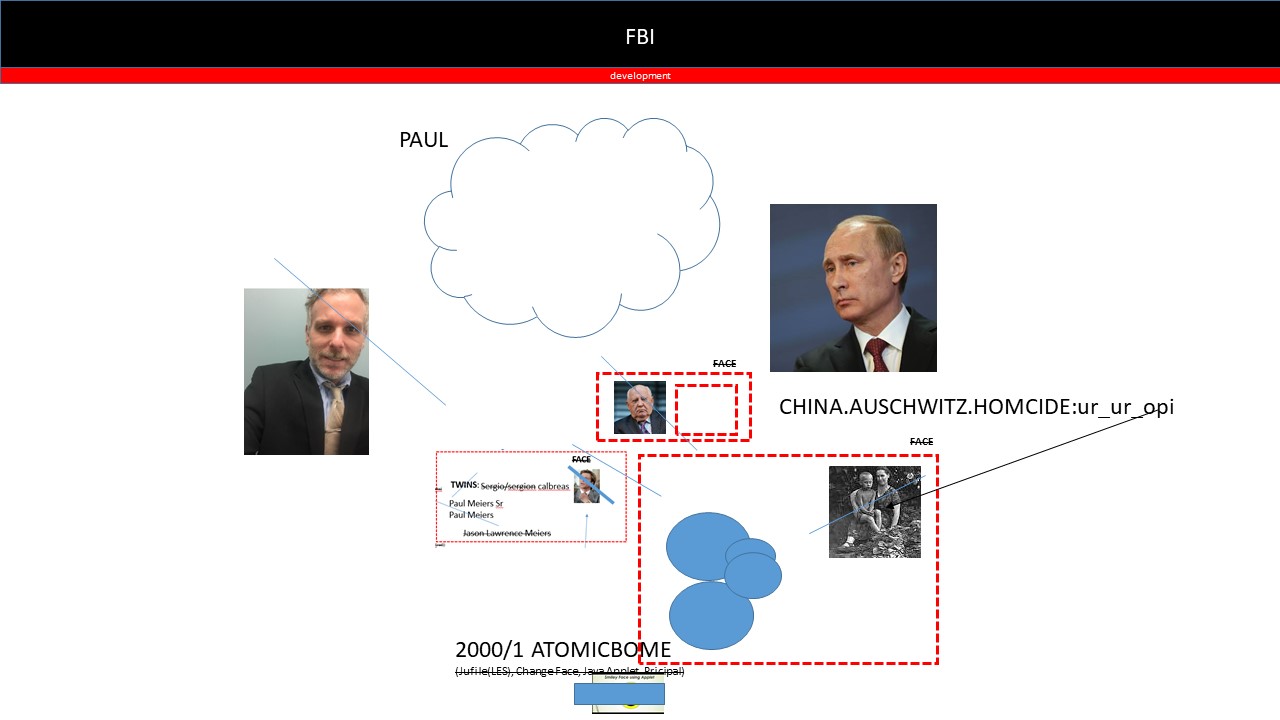 FBI
development
PAUL
FACE
CHINA.AUSCHWITZ.HOMCIDE:ur_ur_opi
FACE
FACE
TWINS: Sergio/sergion calbreas
Paul Meiers Sr
Paul Meiers
Jason Lawrence Meiers
2000/1 ATOMICBOME
(Jufile(LES), Change Face, Java Applet, Pricipal)
Smiley Face using Applet